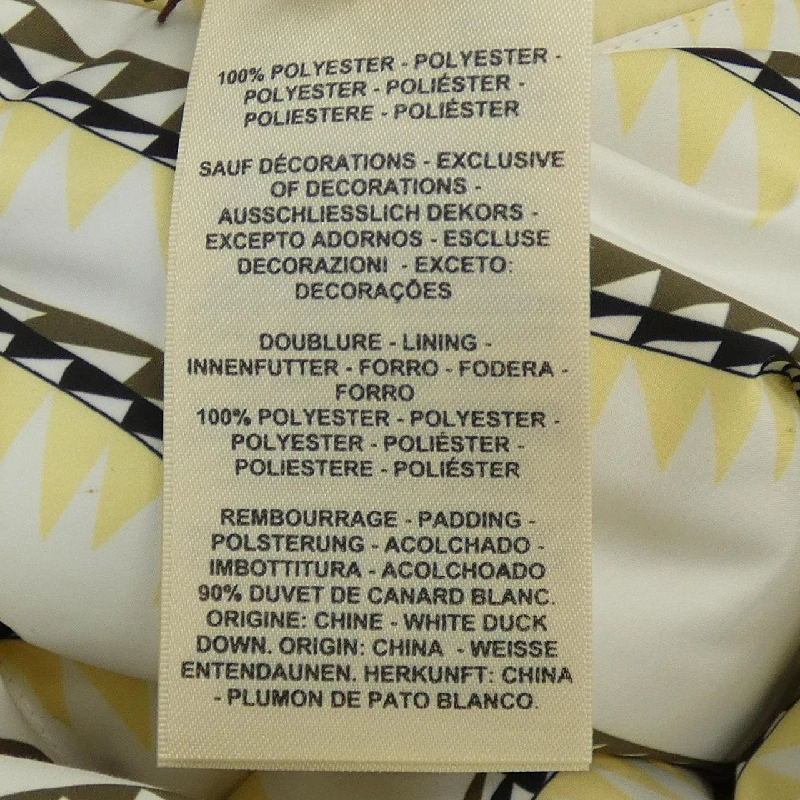 100% POLYESTER - POLYESTER -
POLYESTER - POLIÉSTER -
POLIESTERE - POLIÉSTER
SAUF DÉCORATIONS - EXCLUSIVE
OF DECORATIONS -
AUSSCHLIESSLICH DEKORS -
EXCEPTO ADORNOS - ESCLUSE
DECORAZIONI - EXCETO:
DECORAÇÕES
DOUBLURE - LINING -
INNENFUTTER - FORRO - FODERA -
FORRO
100% POLYESTER - POLYESTER -
POLYESTER - POLIÉSTER -
POLIESTERE - POLIÉSTER
REMBOURRAGE - PADDING -
POLSTERUNG - ACOLCHADO -
IMBOTTITURA - ACOLCHOADO
90% DUVET DE CANARD BLANC.
ORIGINE: CHINE - WHITE DUCK
DOWN. ORIGIN: CHINA - WEISSE
ENTENDAUNEN. HERKUNFT: CHINA
- PLUMON DE PATO BLANCO.